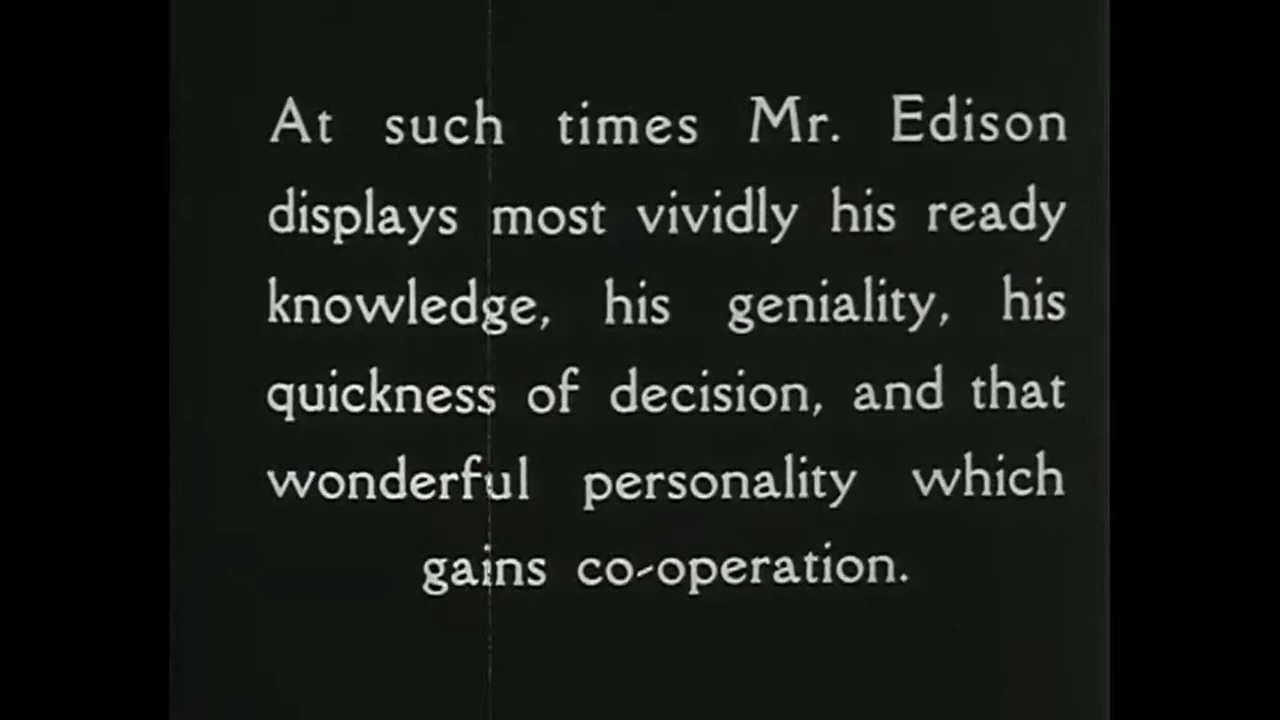 At such times Mr. Edison
displays most vividly his ready
knowledge, his geniality, his
quickness of decision, and that
wonderful personality which
gains co-operation.